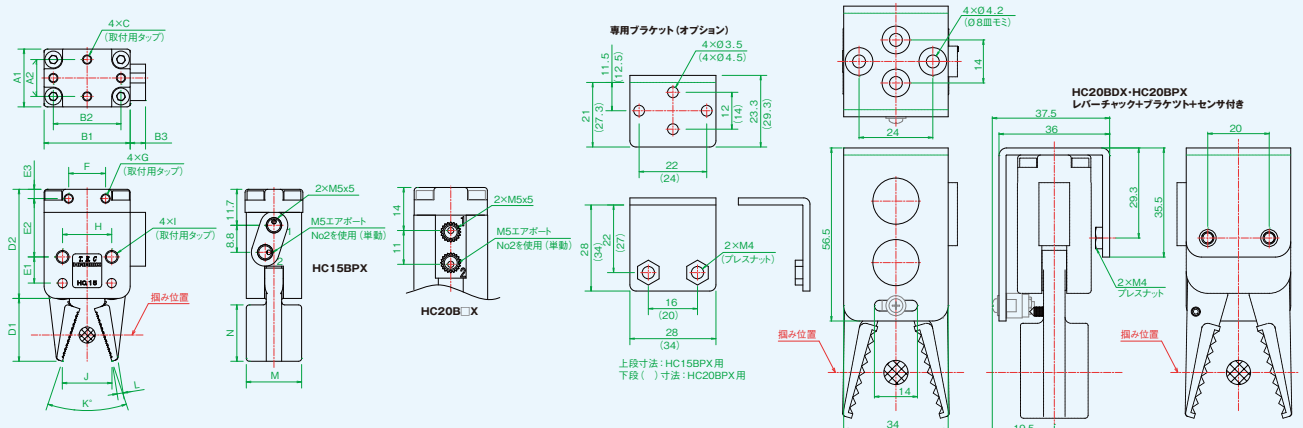 4×C
(取付用タップ)
A1
A2
B2
B1
B3
E3
F
4×G
(取付用タップ)
D2
E2
H
4×I
(取付用タップ)
E1
HC.15
掴み位置
D1
J
L
K°
11.7
8.8
2×M5x5
M5エアポート
No2を使用(単動)
1
2
HC15BPX
N
M
14
11
2×M5x5
M5エアポート
No2を使用(単動)
1
2
HC20B□X
専用ブラケット(オプション)
11.5
(12.5)
4×Ø3.5
(4×Ø4.5)
21
(27.3)
12
(14)
23.3
(29.3)
22
(24)
28
(34)
22
(27)
2×M4
(プレスナット)
16
(20)
28
(34)
上段寸法:HC15BPX用
下段( )寸法:HC20BPX用
4×Ø4.2
(Ø8皿モミ)
14
24
56.5
掴み位置
14
34
HC20BDX・HC20BPX
レバーチャック+ブラケット+センサ付き
37.5
36
29.3
35.5
2×M4
プレスナット
20
掴み位置